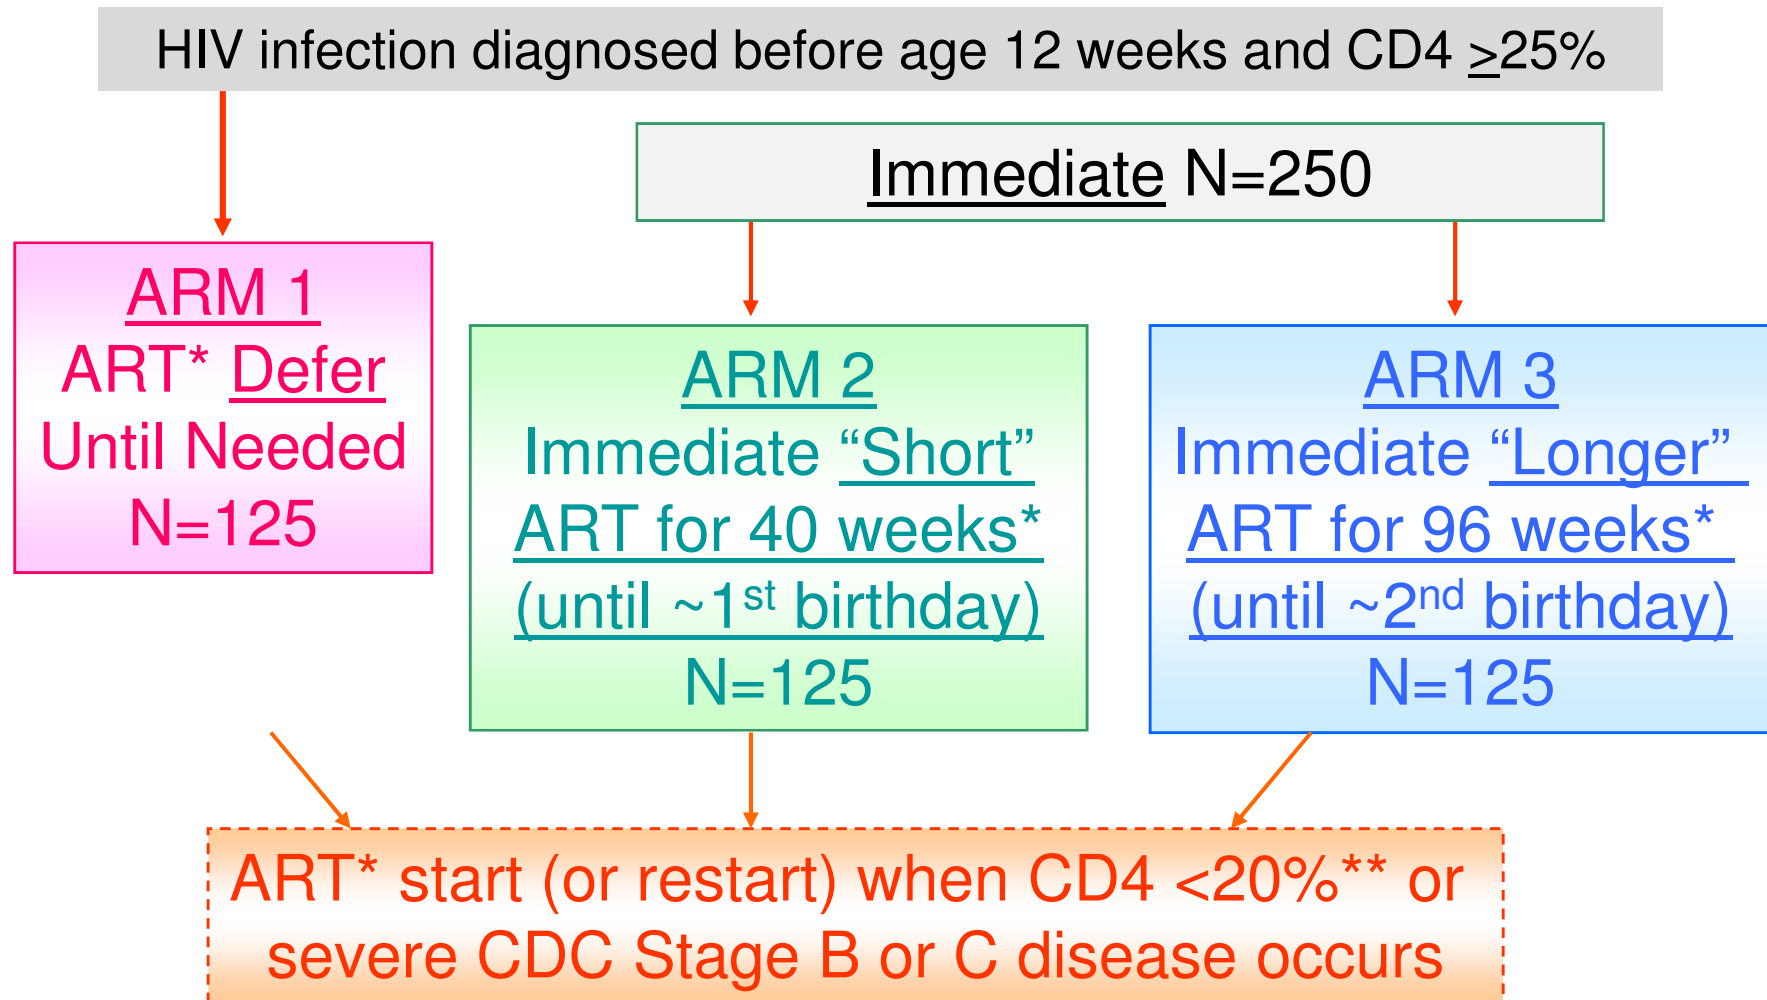 HIV infection diagnosed before age 12 weeks and CD4 ≥25%
Immediate N=250
ARM 1
ART* Defer
Until Needed
N=125
ARM 2
Immediate “Short”
ART for 40 weeks*
(until ~1st birthday)
N=125
ARM 3
Immediate “Longer”
ART for 96 weeks*
(until ~2nd birthday)
N=125
ART* start (or restart) when CD4 <20%** or
severe CDC Stage B or C disease occurs